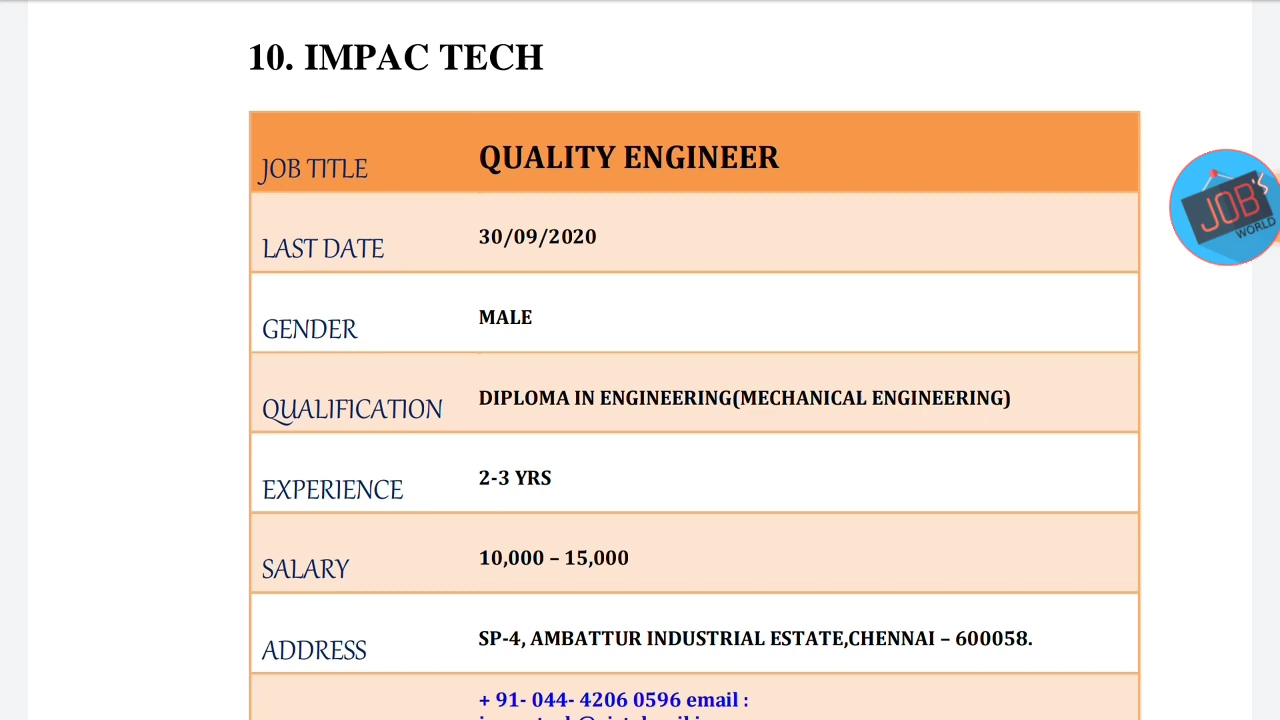 10. IMPAC TECH
JOB TITLE QUALITY ENGINEER
LAST DATE 30/09/2020
GENDER MALE
QUALIFICATION DIPLOMA IN ENGINEERING(MECHANICAL ENGINEERING)
EXPERIENCE 2-3 YRS
SALARY 10,000 – 15,000
ADDRESS SP-4, AMBATTUR INDUSTRIAL ESTATE,CHENNAI – 600058.
+ 91- 044- 4206 0596 email :
JOB'S
WORLD